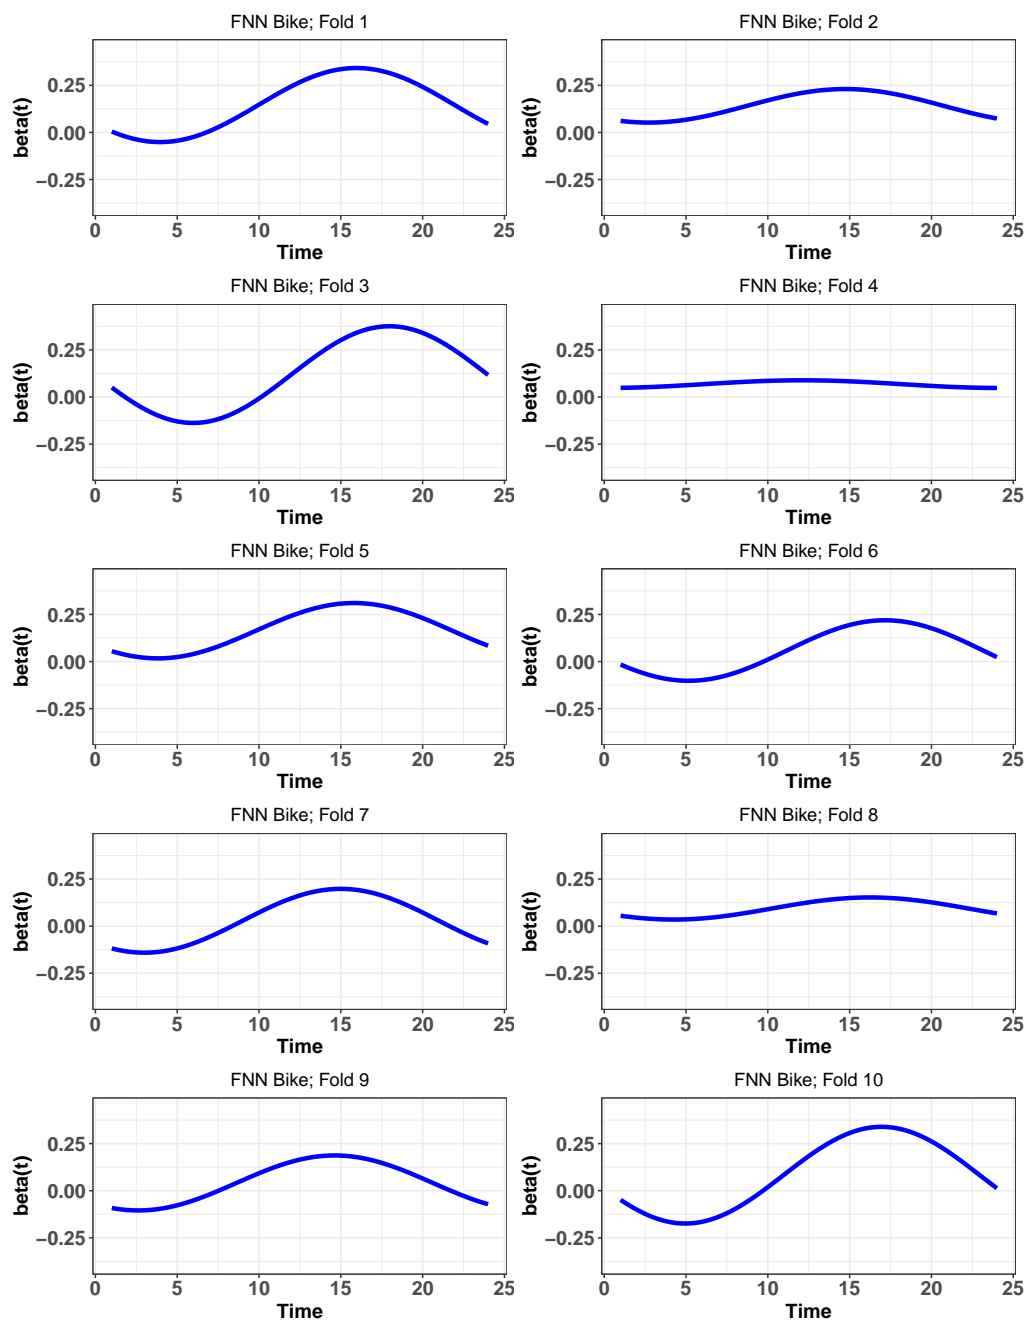 FNN Bike; Fold 1
beta(t)
0.25
0.00
−0.25
0 5 10 15 20 25
Time
FNN Bike; Fold 2
beta(t)
0.25
0.00
−0.25
0 5 10 15 20 25
Time
FNN Bike; Fold 3
beta(t)
0.25
0.00
−0.25
0 5 10 15 20 25
Time
FNN Bike; Fold 4
beta(t)
0.25
0.00
−0.25
0 5 10 15 20 25
Time
FNN Bike; Fold 5
beta(t)
0.25
0.00
−0.25
0 5 10 15 20 25
Time
FNN Bike; Fold 6
beta(t)
0.25
0.00
−0.25
0 5 10 15 20 25
Time
FNN Bike; Fold 7
beta(t)
0.25
0.00
−0.25
0 5 10 15 20 25
Time
FNN Bike; Fold 8
beta(t)
0.25
0.00
−0.25
0 5 10 15 20 25
Time
FNN Bike; Fold 9
beta(t)
0.25
0.00
−0.25
0 5 10 15 20 25
Time
FNN Bike; Fold 10
beta(t)
0.25
0.00
−0.25
0 5 10 15 20 25
Time